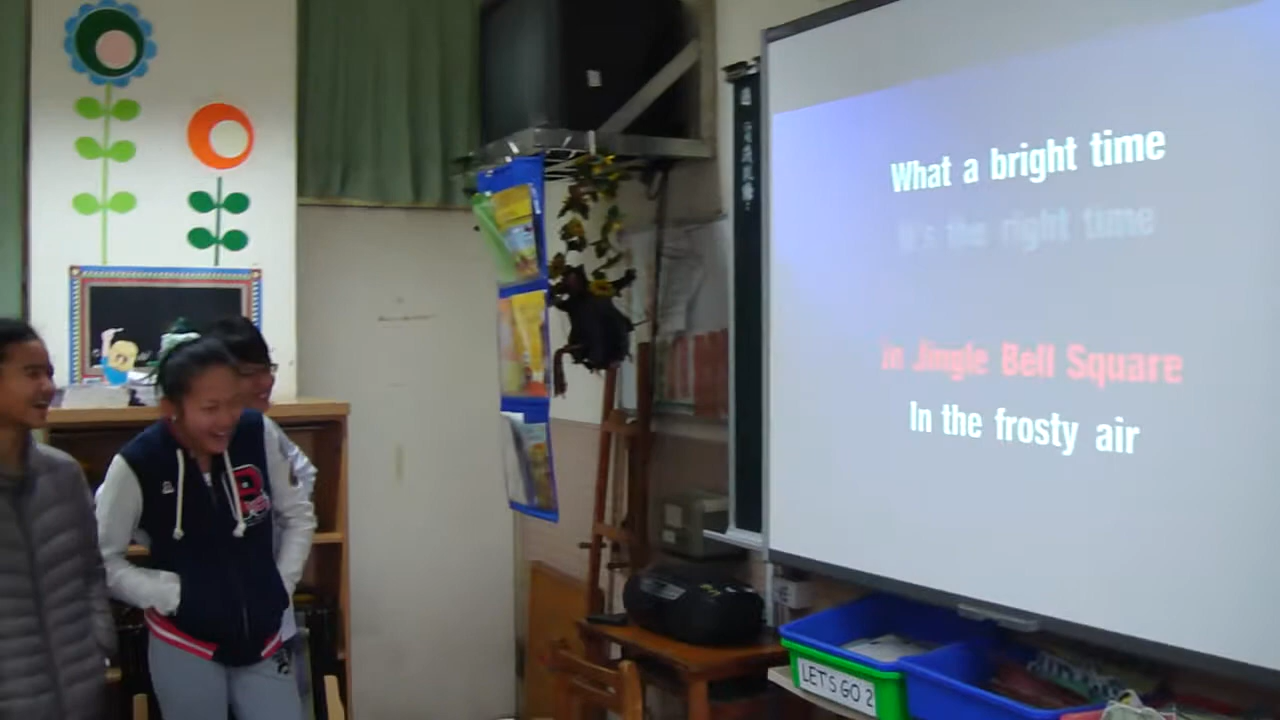 What a bright time
It's the right time
in Jingle Bell Square
In the frosty air
LET'S GO 2